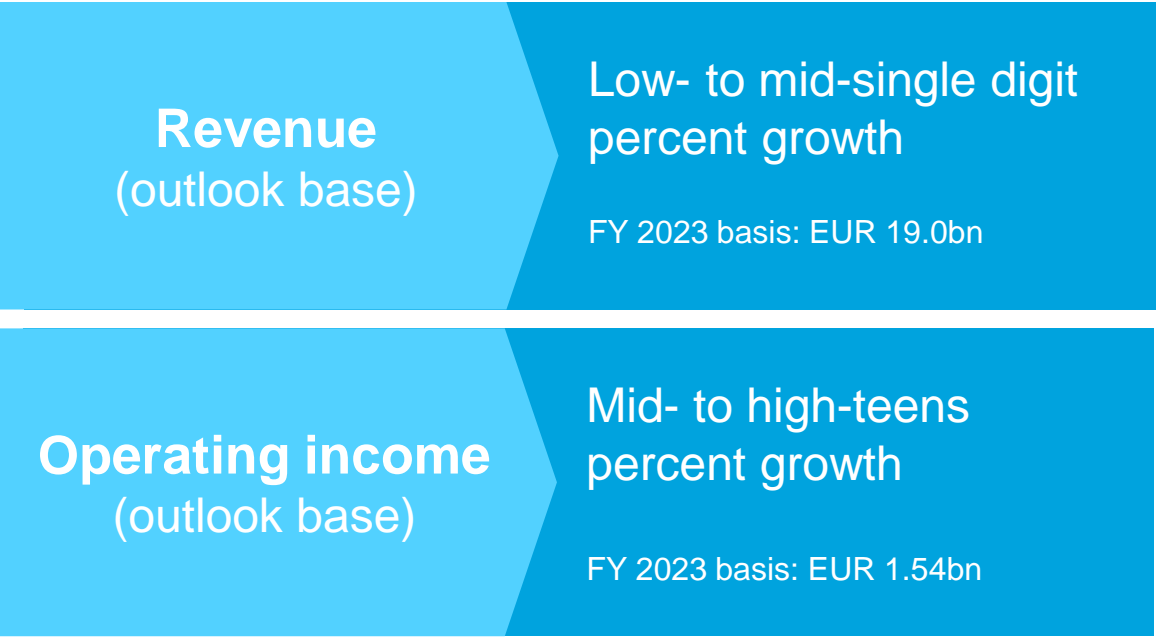 Revenue
(outlook base)
Low- to mid-single digit
percent growth
FY 2023 basis: EUR 19.0bn
Operating income
(outlook base)
Mid- to high-teens
percent growth
FY 2023 basis: EUR 1.54bn